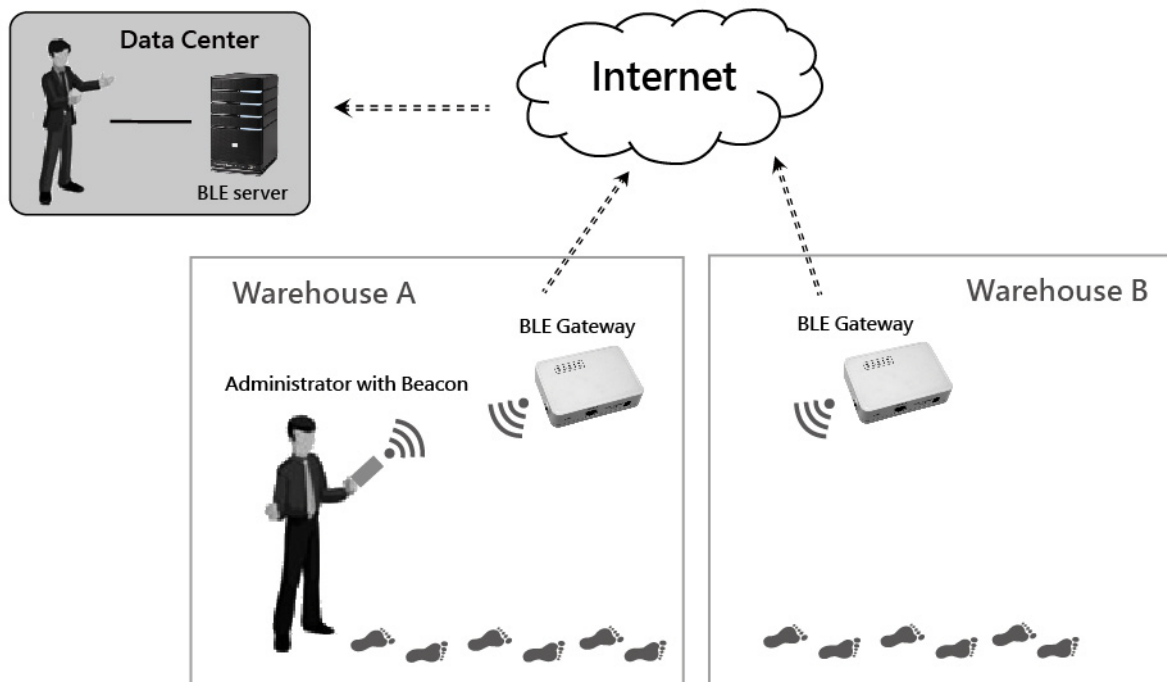 Data Center
BLE server
Internet
Warehouse A
BLE Gateway
Administrator with Beacon
Warehouse B
BLE Gateway